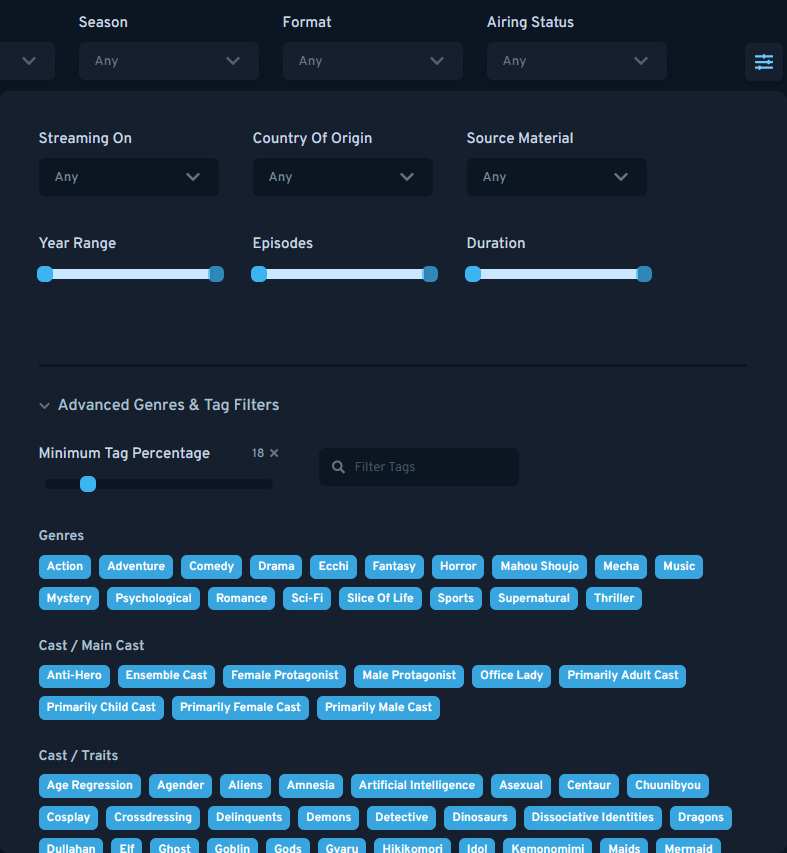 Season Format Airing Status
Any Any Any
Streaming On Country Of Origin Source Material
Any Any Any
Year Range Episodes Duration
Advanced Genres & Tag Filters
Minimum Tag Percentage 18 Filter Tags
Genres
Action Adventure Comedy Drama Ecchi Fantasy Horror Mahou Shoujo Mecha Music
Mystery Psychological Romance Sci-Fi Slice Of Life Sports Supernatural Thriller
Cast / Main Cast
Anti-Hero Ensemble Cast Female Protagonist Male Protagonist Office Lady Primarily Adult Cast
Primarily Child Cast Primarily Female Cast Primarily Male Cast
Cast / Traits
Age Regression Agender Aliens Amnesia Artificial Intelligence Asexual Centaur Chuunibyou
Cosplay Crossdressing Delinquents Demons Detective Dinosaurs Dissociative Identities Dragons
Dullahan Elf Ghost Goblin Gods Gyaru Hikikomori Idol Kemonomimi Maids Mermaid